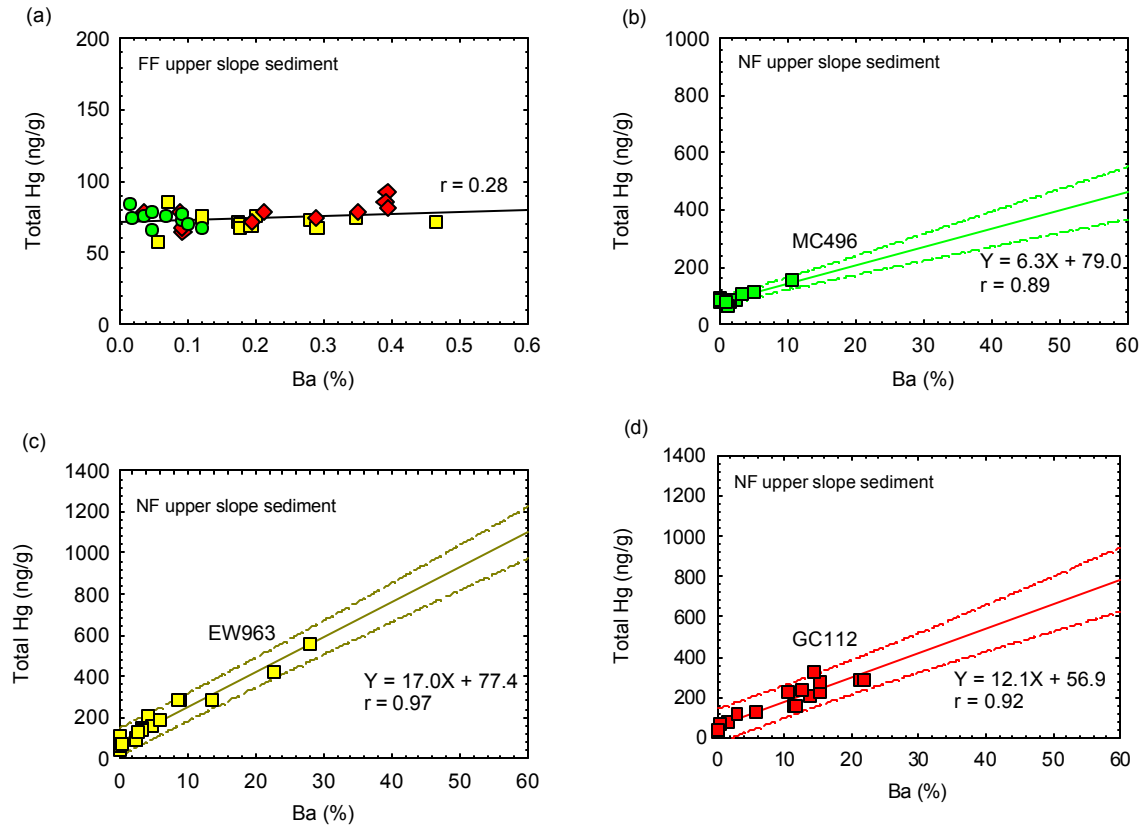 (a)
200
150
100
50
0
Total Hg (ng/g)
FF upper slope sediment
r = 0.28
0.0 0.1 0.2 0.3 0.4 0.5 0.6
Ba (%)
(b)
1000
800
600
400
200
0
Total Hg (ng/g)
NF upper slope sediment
MC496
Y = 6.3X + 79.0
r = 0.89
0 10 20 30 40 50 60
Ba (%)
(c)
1400
1200
1000
800
600
400
200
0
Total Hg (ng/g)
NF upper slope sediment
EW963
Y = 17.0X + 77.4
r = 0.97
0 10 20 30 40 50 60
Ba (%)
(d)
1400
1200
1000
800
600
400
200
0
Total Hg (ng/g)
NF upper slope sediment
GC112
Y = 12.1X + 56.9
r = 0.92
0 10 20 30 40 50 60
Ba (%)